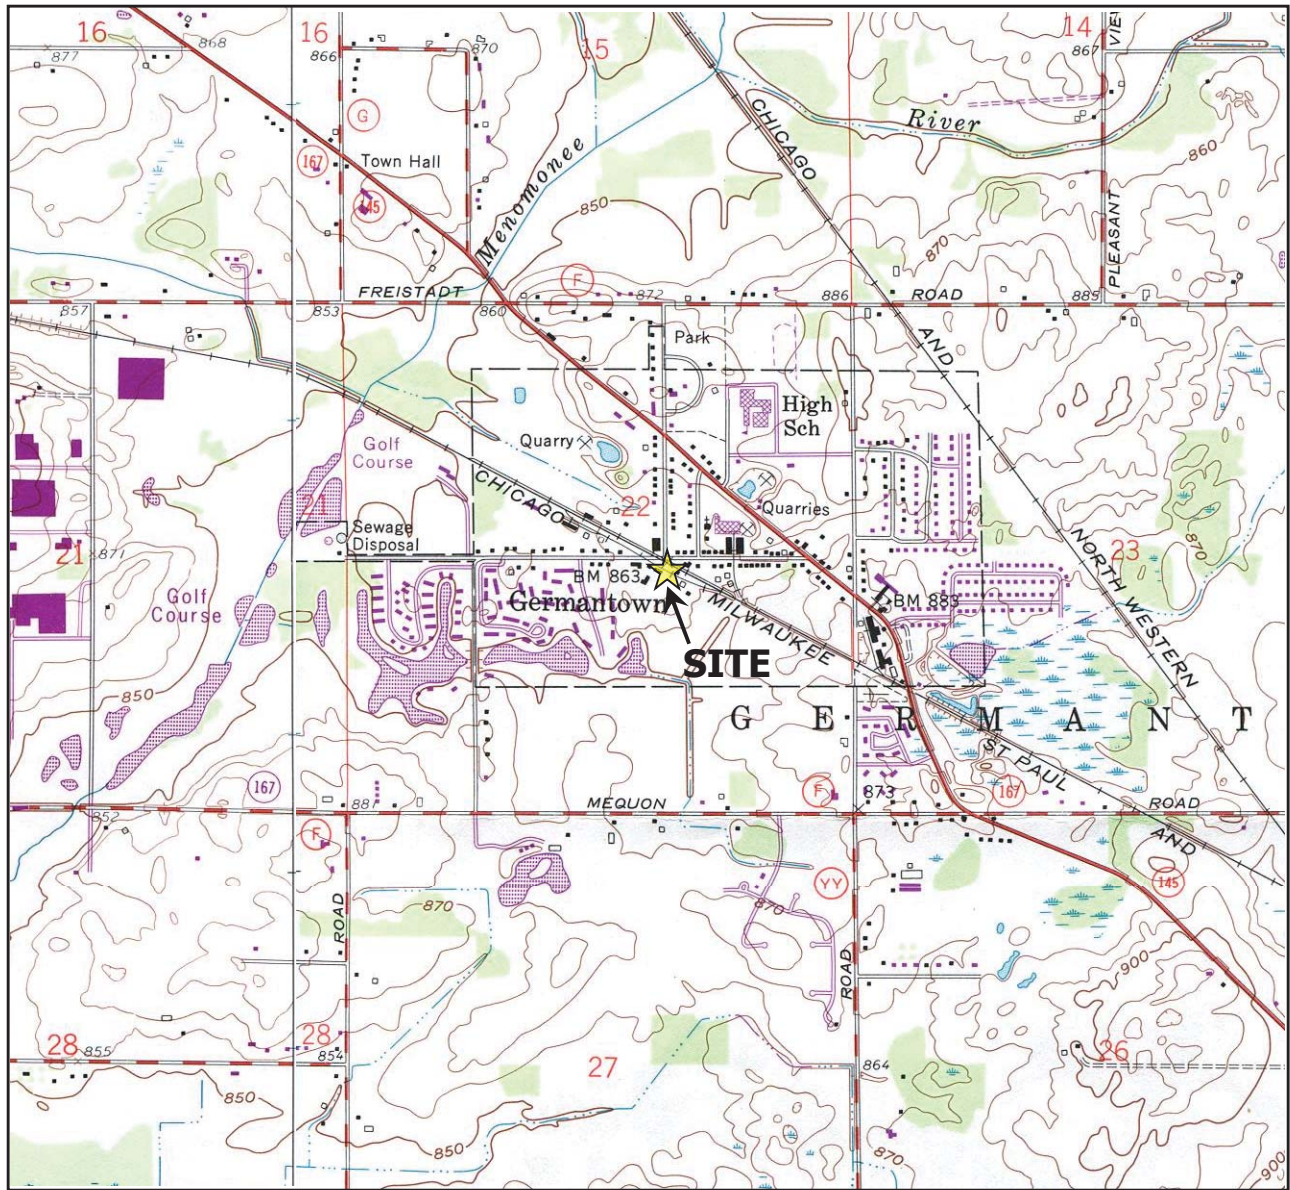 16
868
877
16
866
870
15
14
867
VIE
G
167
Town Hall
145
Menomonee
CHICAGO
River
860
850
870
PLEASANT
F
857
853
FREISTADT
860
872
886
ROAD
885
Park
AND
High
Sch
Golf
Course
Quarry
CHICAGO
22
Quarries
21
Sewage
Disposal
21
871
NORTH WESTERN
23
870
BM 863
Golf
Course
Germantown
MILWAUKEE
BM 883
SITE
850
G E R M A N T
ST PAUL
167
881
MEQUON
F
873
167
ROAD
852
AND
F
YY
145
870
870
ROAD
ROAD
900
28
855
28
854
27
864
26
850
850
870
900